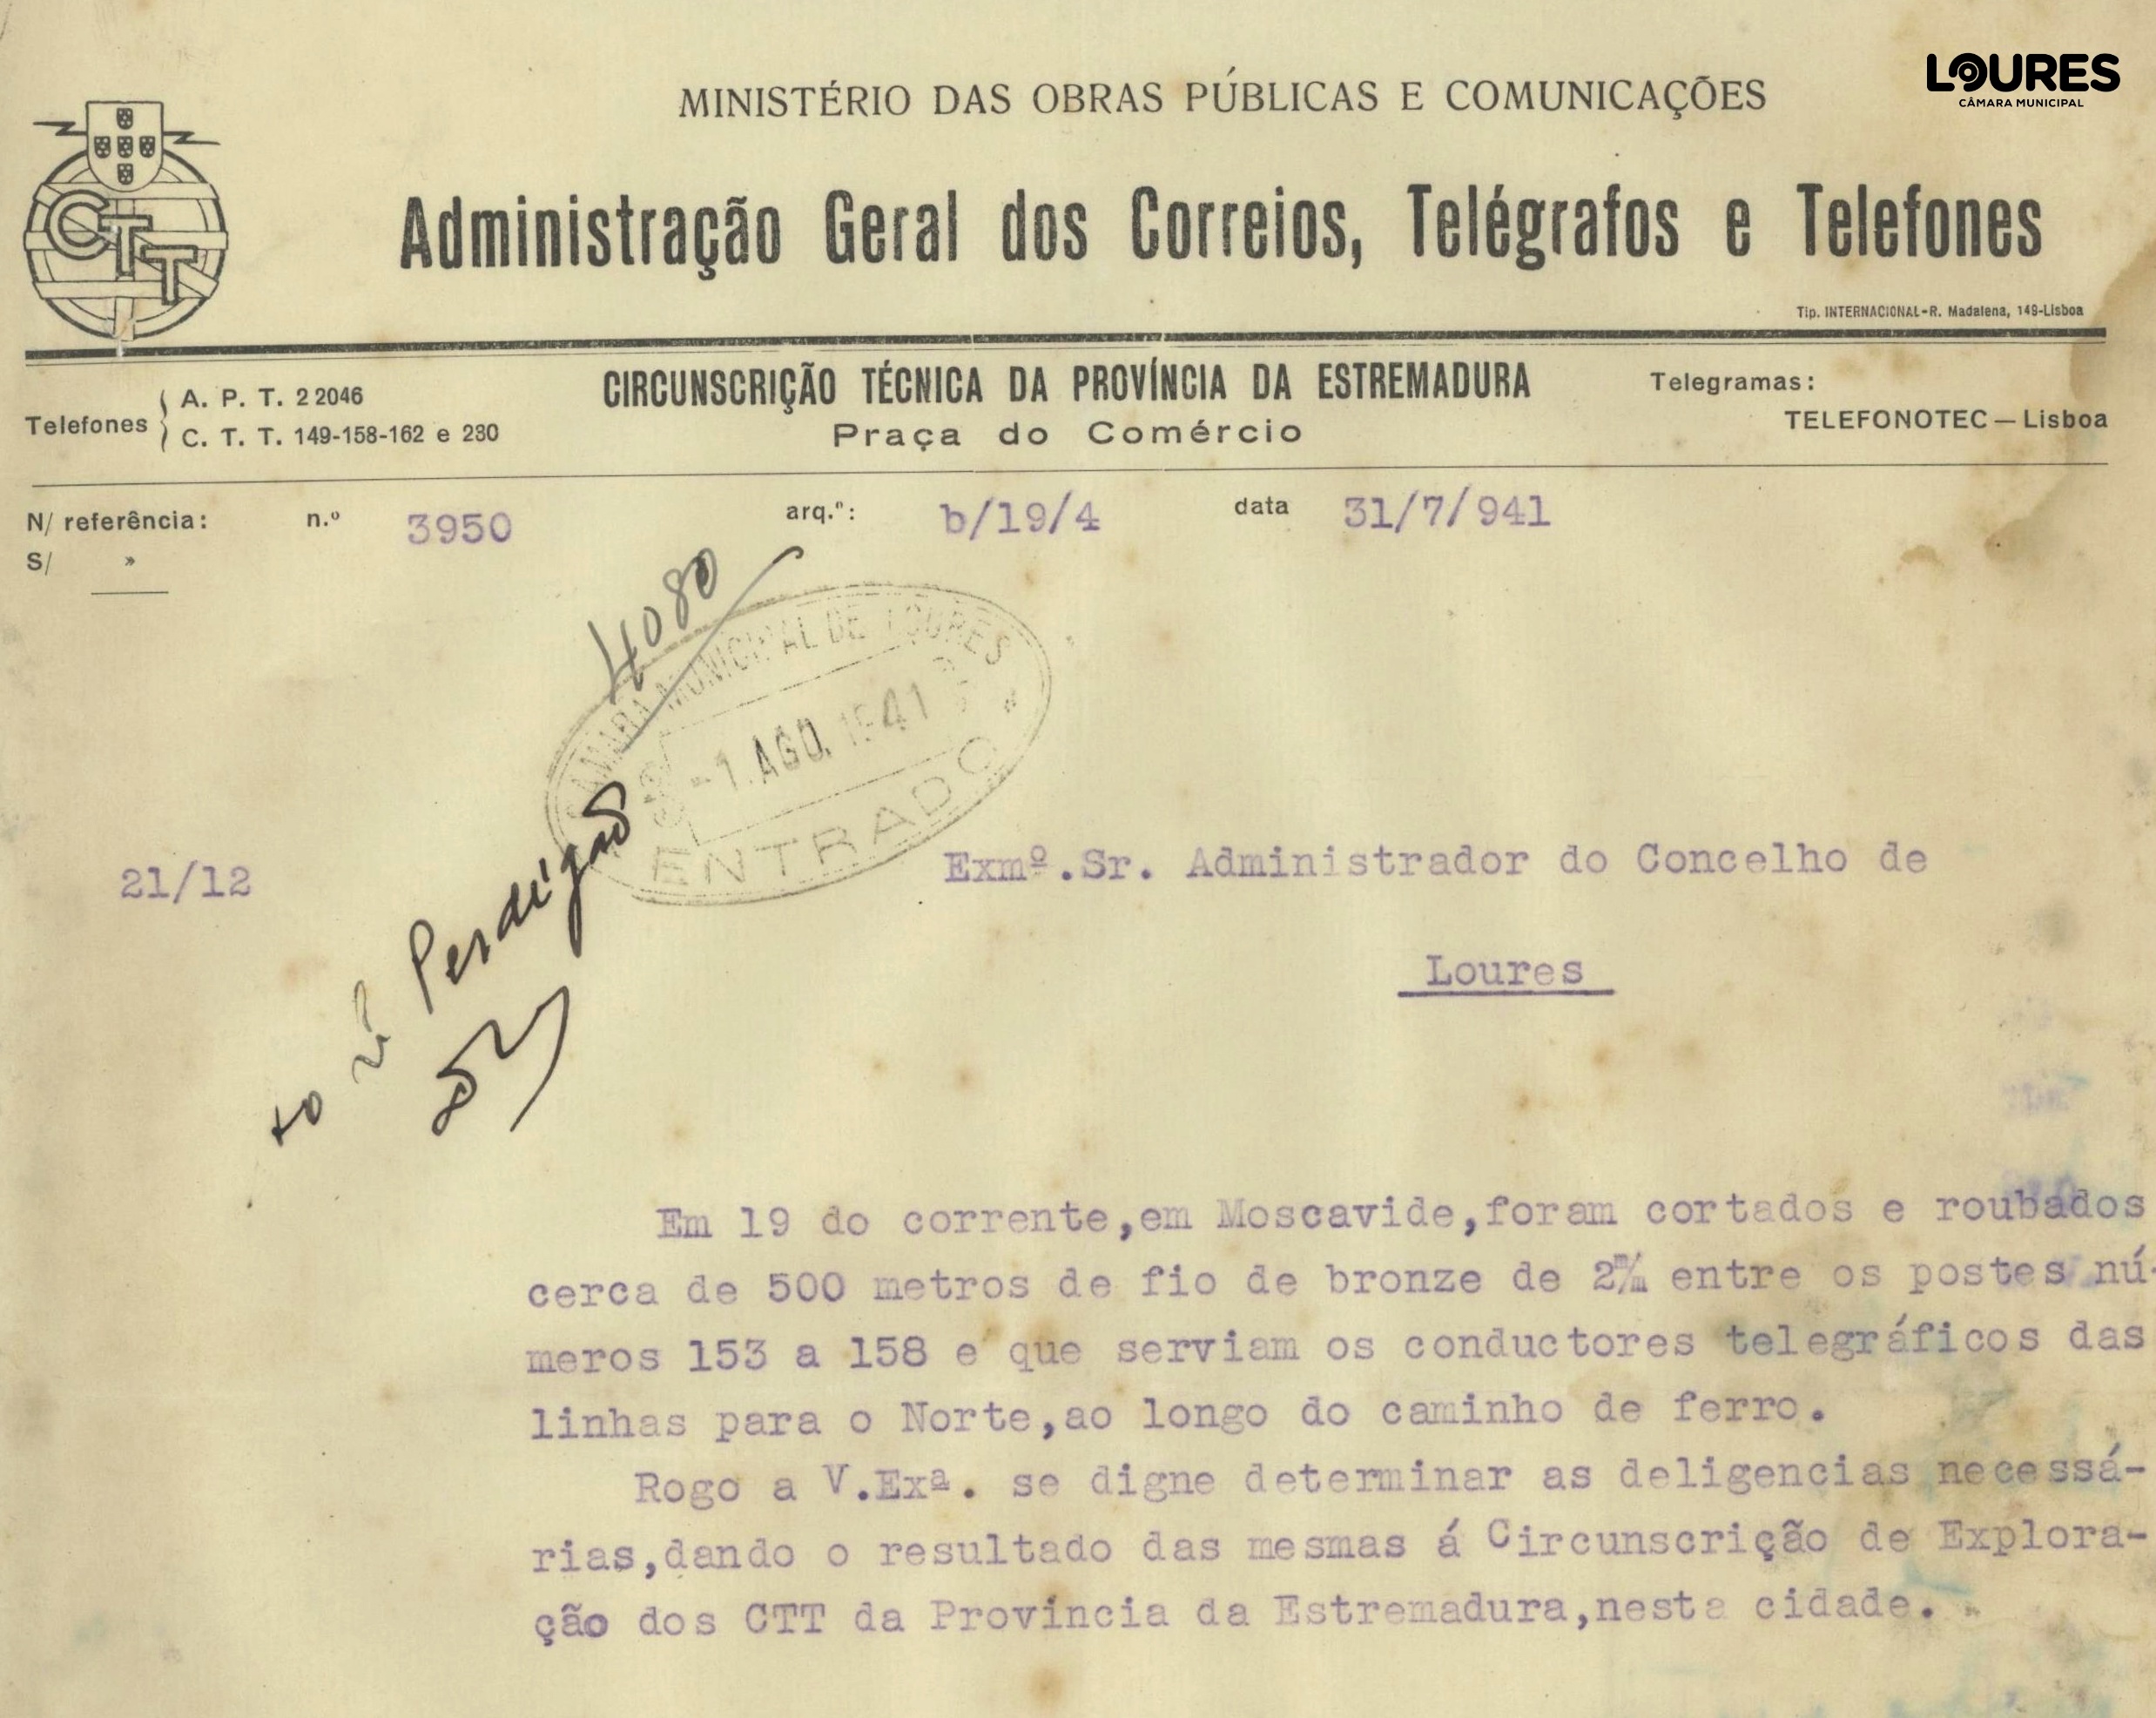 LOURES
CÂMARA MUNICIPAL
MINISTÉRIO DAS OBRAS PÚBLICAS E COMUNICAÇÕES
CTT
Administração Geral dos Correios, Telégrafos e Telefones
Tip. INTERNACIONAL-R. Madalena, 149-Lisboa
CIRCUNSCRIÇÃO TÉCNICA DA PROVÍNCIA DA ESTREMADURA
Praça do Comércio
Telefones
A. P. T. 2 2046
C. T. T. 149-158-162 e 230
Telegramas:
TELEFONOTEC — Lisboa
N/ referência: n.º 3950 arq.º: b/19/4 data 31/7/941
S/ »
4080
CAMARA MUNICIPAL DE LOURES
-1. AGO. 1941
ENTRADO
21/12
Exmº.Sr. Administrador do Concelho de
Loures
Perdigão
Em 19 do corrente,em Moscavide,foram cortados e roubados
cerca de 500 metros de fio de bronze de 2m/m entre os postes nú-
meros 153 a 158 e que serviam os conductores telegráficos das
linhas para o Norte,ao longo do caminho de ferro.
Rogo a V.Exª. se digne determinar as deligencias necessá-
rias,dando o resultado das mesmas á Circunscrição de Explora-
ção dos CTT da Província da Estremadura,nesta cidade.